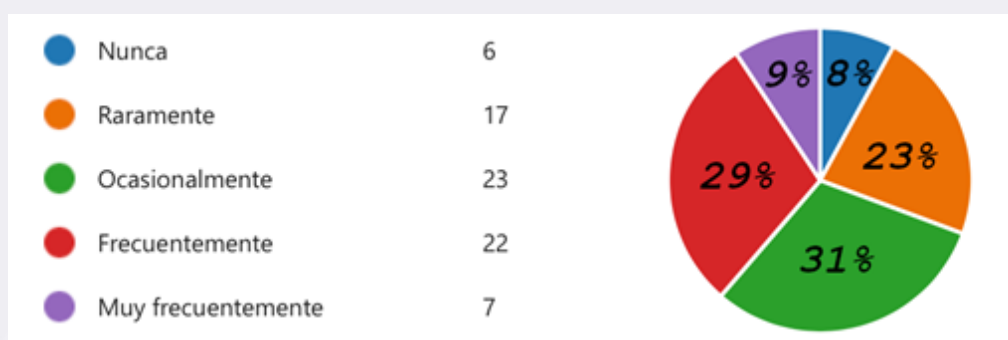 Nunca 6
Raramente 17
Ocasionalmente 23
Frecuentemente 22
Muy frecuentemente 7
9% 8%
23%
29%
31%